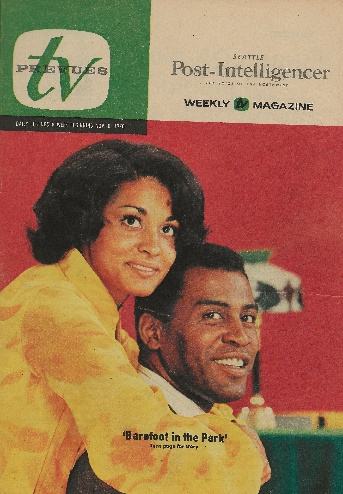 tv
PREVUES
SEATTLE
Post-Intelligencer
WEEKLY tv MAGAZINE
'Barefoot in the Park'